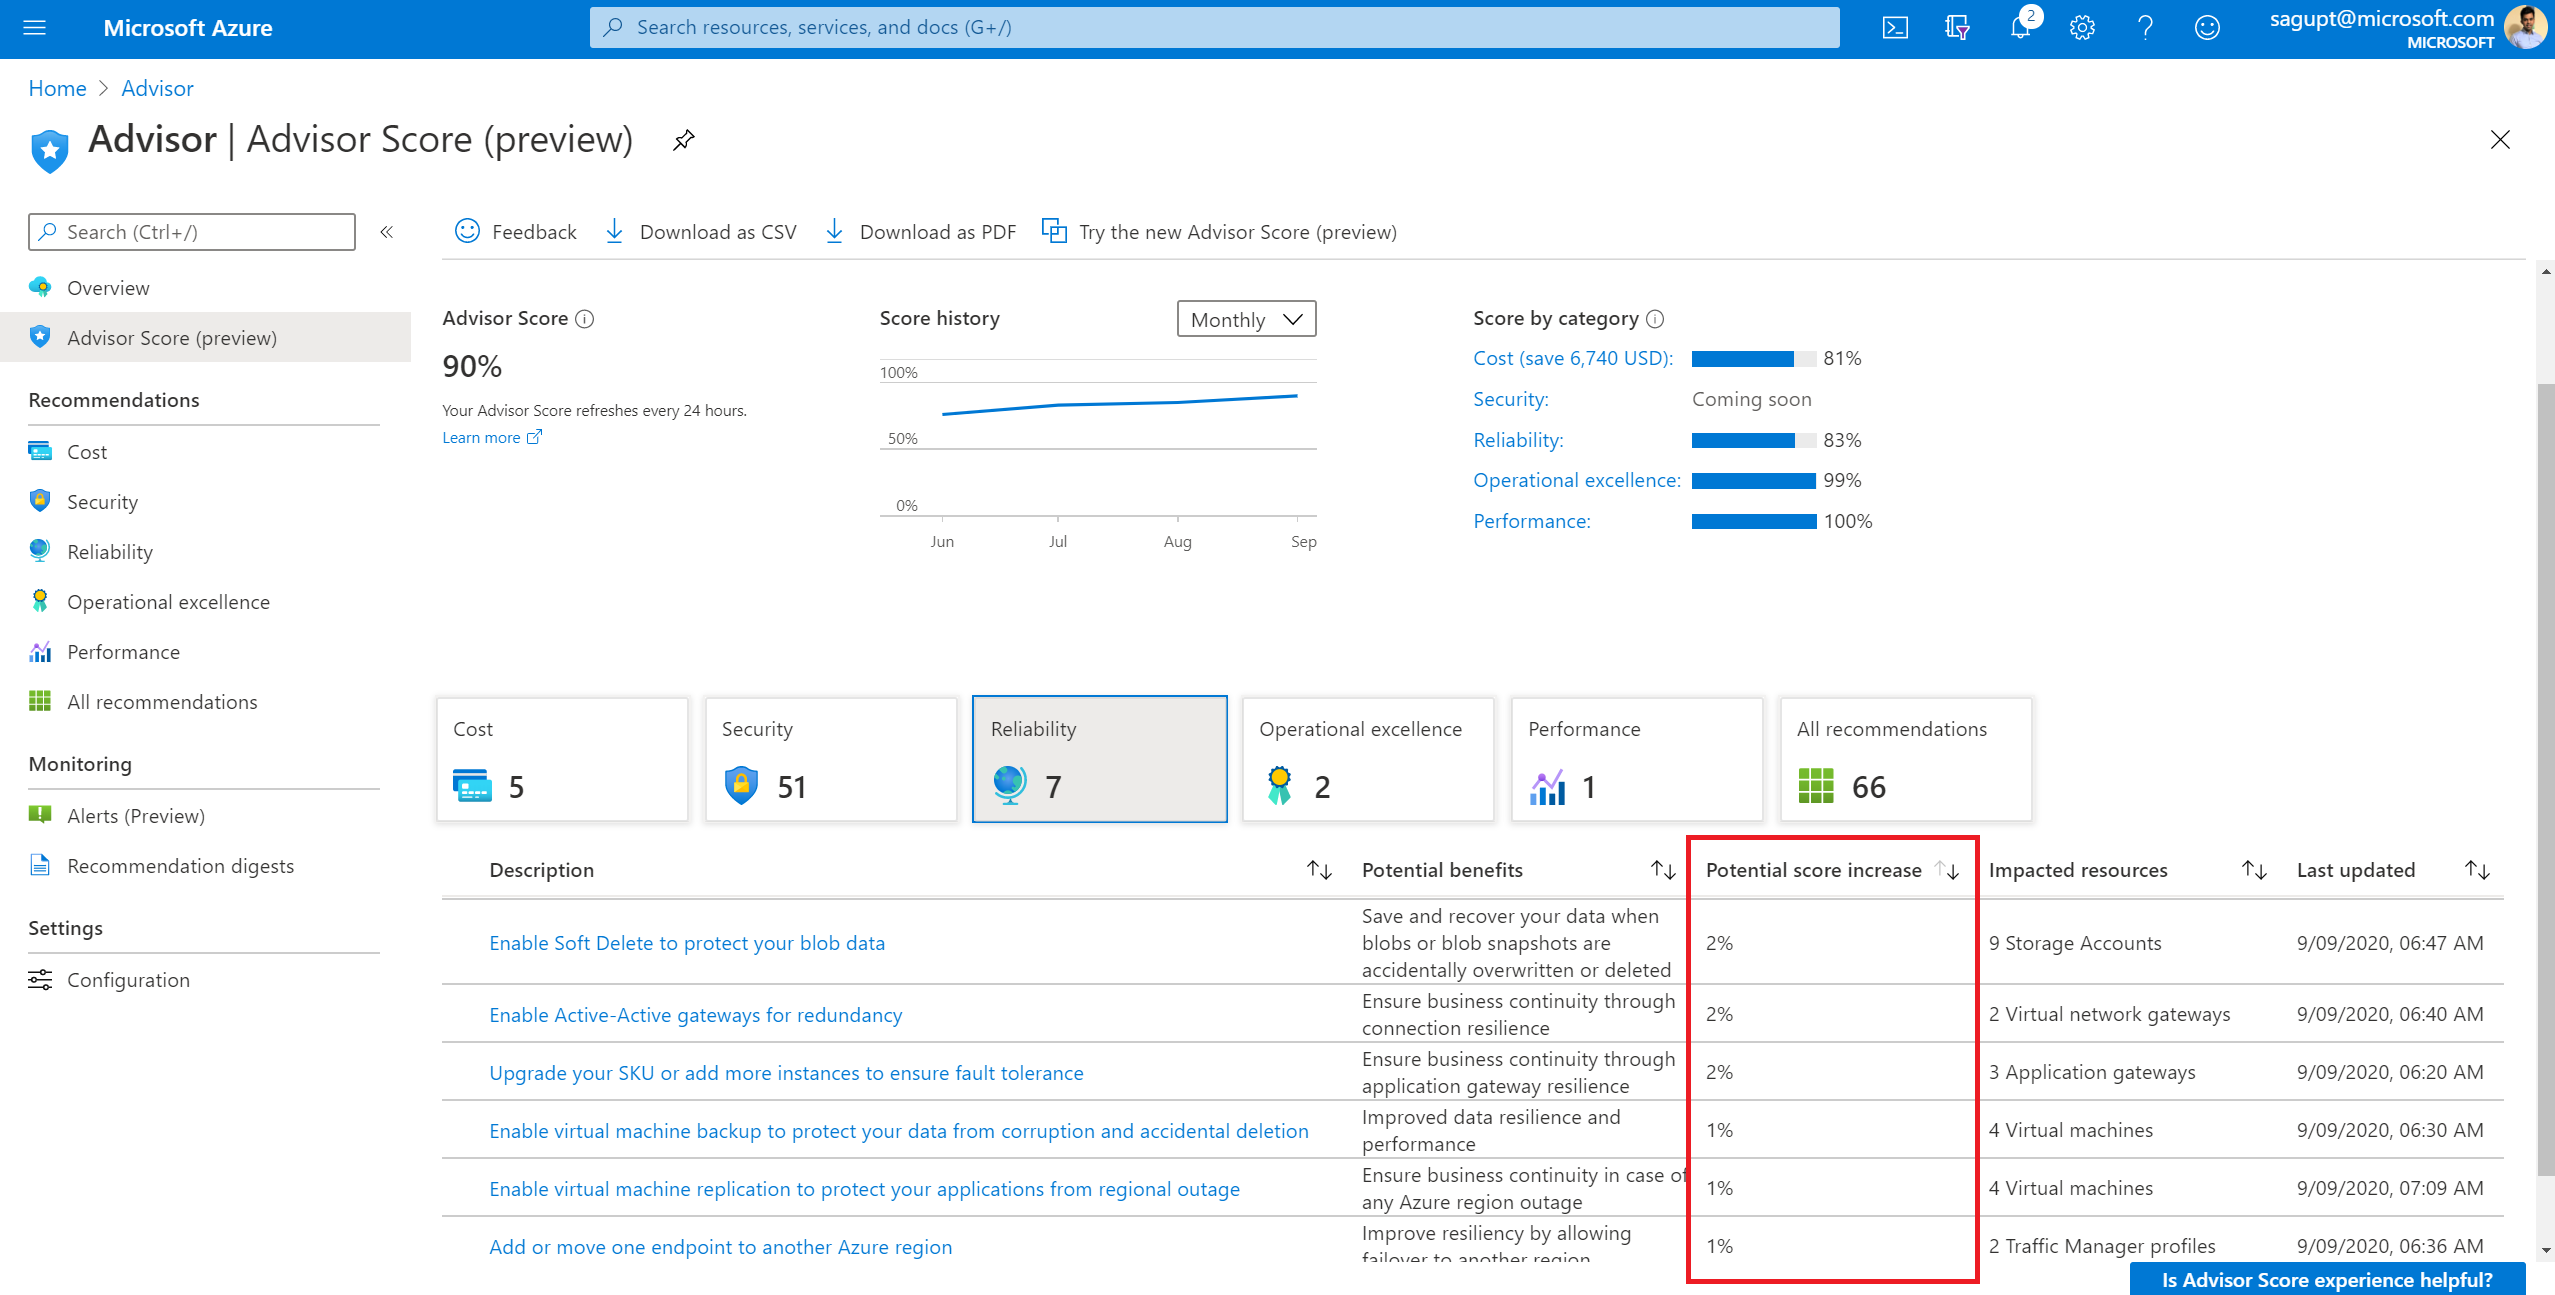 Microsoft Azure
Search resources, services, and docs (G+/)
2
sagupt@microsoft.com
MICROSOFT
Home > Advisor
Advisor | Advisor Score (preview)
Search (Ctrl+/)
«
Overview
Advisor Score (preview)
Recommendations
Cost
Security
Reliability
Operational excellence
Performance
All recommendations
Monitoring
Alerts (Preview)
Recommendation digests
Settings
Configuration
Feedback
Download as CSV
Download as PDF
Try the new Advisor Score (preview)
Advisor Score
90%
Your Advisor Score refreshes every 24 hours.
Learn more
Score history
Monthly
100%
50%
0%
Jun Jul Aug Sep
Score by category
Cost (save 6,740 USD): 81%
Security: Coming soon
Reliability: 83%
Operational excellence: 99%
Performance: 100%
Cost
5
Security
51
Reliability
7
Operational excellence
2
Performance
1
All recommendations
66
Description Potential benefits Potential score increase Impacted resources Last updated
Enable Soft Delete to protect your blob data
Save and recover your data when
blobs or blob snapshots are
accidentally overwritten or deleted
2%
9 Storage Accounts
9/09/2020, 06:47 AM
Enable Active-Active gateways for redundancy
Ensure business continuity through
connection resilience
2%
2 Virtual network gateways
9/09/2020, 06:40 AM
Upgrade your SKU or add more instances to ensure fault tolerance
Ensure business continuity through
application gateway resilience
2%
3 Application gateways
9/09/2020, 06:20 AM
Enable virtual machine backup to protect your data from corruption and accidental deletion
Improved data resilience and
performance
1%
4 Virtual machines
9/09/2020, 06:30 AM
Enable virtual machine replication to protect your applications from regional outage
Ensure business continuity in case of
any Azure region outage
1%
4 Virtual machines
9/09/2020, 07:09 AM
Add or move one endpoint to another Azure region
Improve resiliency by allowing
failover to another region
1%
2 Traffic Manager profiles
9/09/2020, 06:36 AM
Is Advisor Score experience helpful?